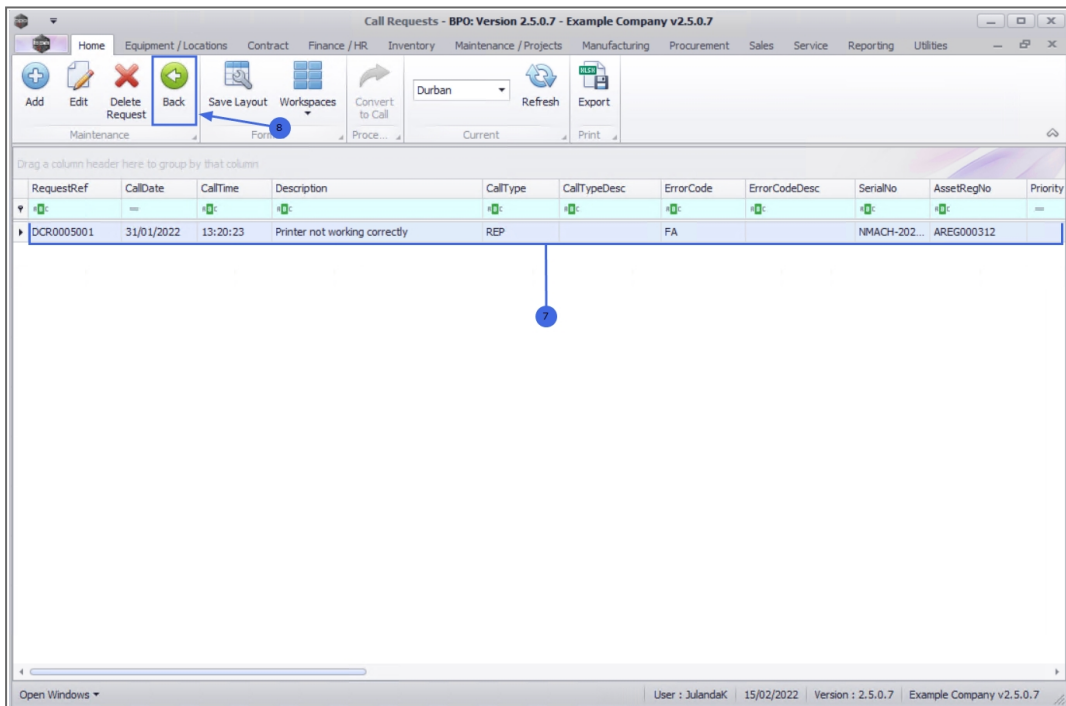 Call Requests - BPO: Version 2.5.0.7 - Example Company v2.5.0.7
Home Equipment / Locations Contract Finance / HR Inventory Maintenance / Projects Manufacturing Procurement Sales Service Reporting Utilities
Add Edit Delete Request Back Save Layout Workspaces Convert to Call Durban Refresh Export
8
Maintenance Form Proce... Current Print
Drag a column header here to group by that column
RequestRef CallDate CallTime Description CallType CallTypeDesc ErrorCode ErrorCodeDesc SerialNo AssetRegNo Priority
DCR0005001 31/01/2022 13:20:23 Printer not working correctly REP FA NMACH-202... AREG000312
7
Open Windows User : JulandaK 15/02/2022 Version : 2.5.0.7 Example Company v2.5.0.7